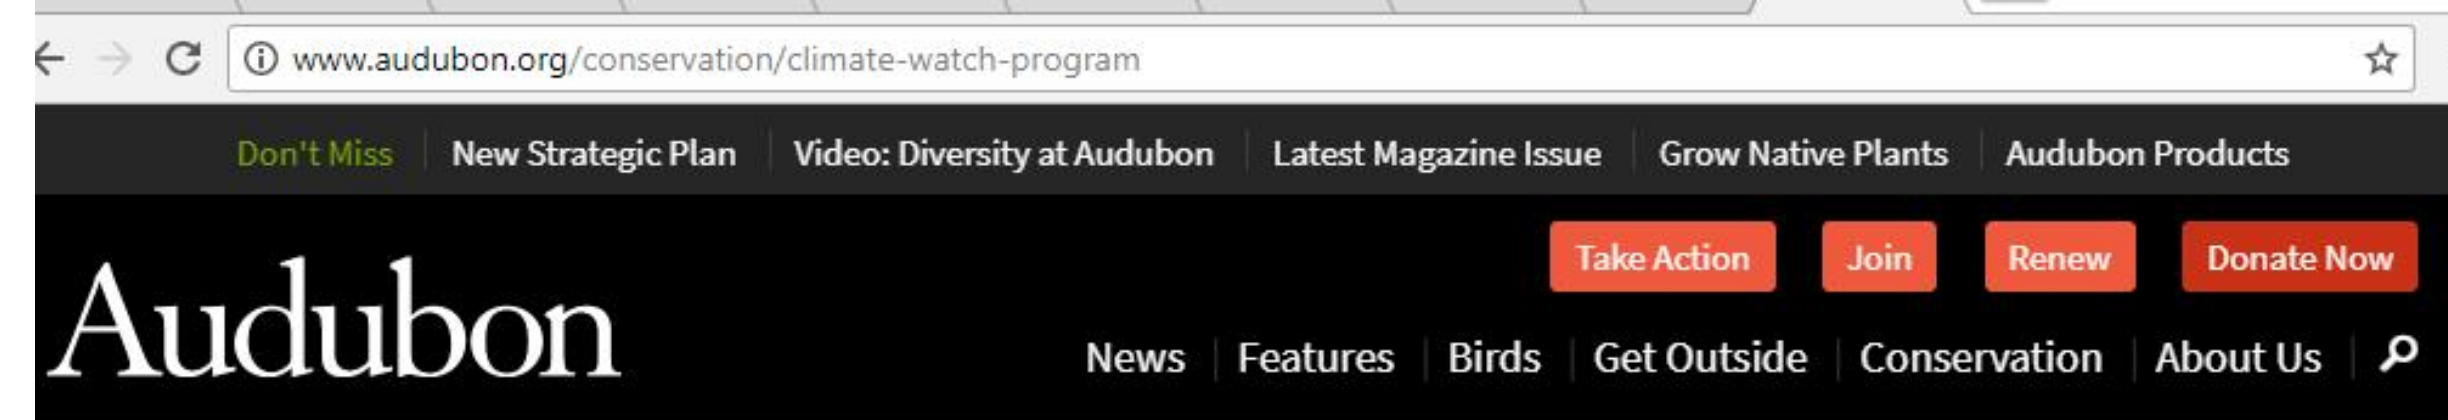 www.audubon.org/conservation/climate-watch-program
Don't Miss New Strategic Plan Video: Diversity at Audubon Latest Magazine Issue Grow Native Plants Audubon Products
Take Action Join Renew Donate Now
Audubon
News Features Birds Get Outside Conservation About Us